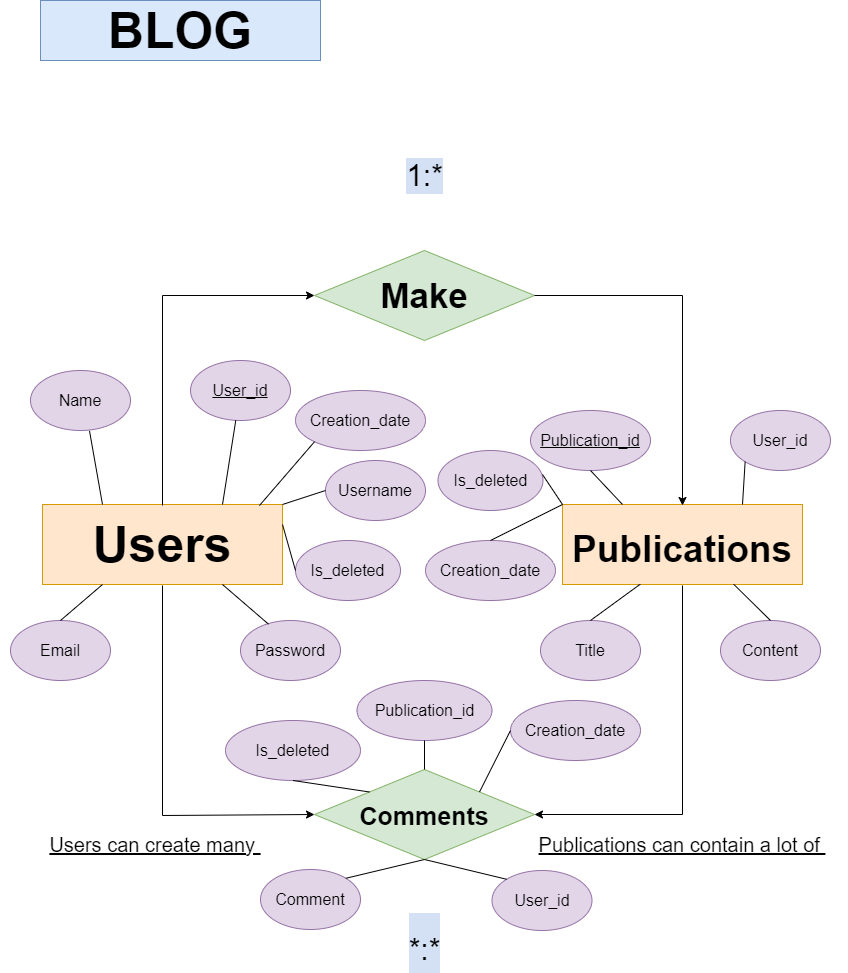 BLOG
1:*
Make
Name
User_id
Creation_date
Username
Is_deleted
Users
Email
Password
Publication_id
User_id
Is_deleted
Creation_date
Publications
Title
Content
Publication_id
Is_deleted
Creation_date
Comments
Users can create many
Publications can contain a lot of
Comment
User_id
*:*